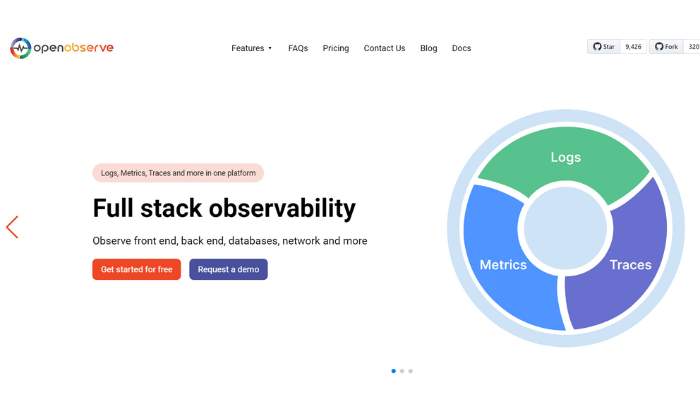 openobserve
Features ▼ FAQs Pricing Contact Us Blog Docs
Star 9,426 Fork 320
Logs, Metrics, Traces and more in one platform
Full stack observability
Observe front end, back end, databases, network and more
Get started for free Request a demo
Logs
Metrics Traces